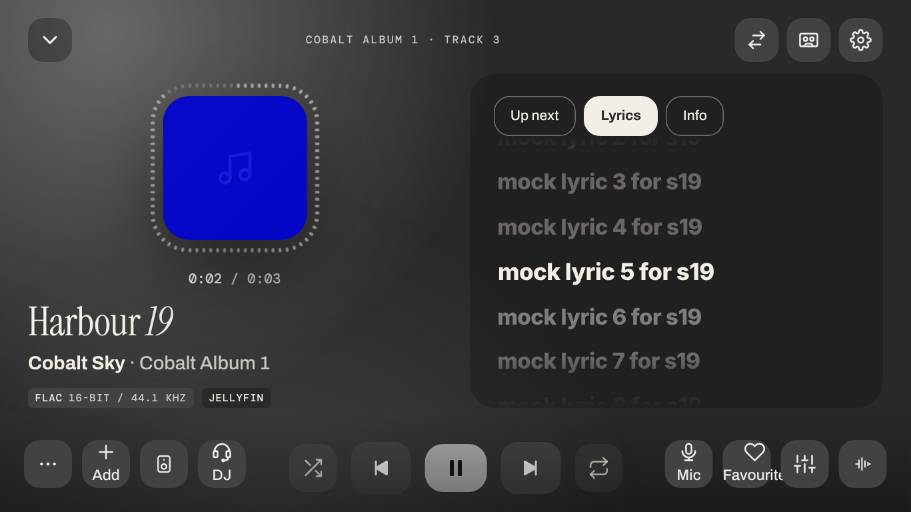 COBALT ALBUM 1 · TRACK 3
0:02 / 0:03
Harbour 19
Cobalt Sky · Cobalt Album 1
FLAC 16-BIT / 44.1 KHZ JELLYFIN
Up next Lyrics Info
mock lyric 3 for s19
mock lyric 4 for s19
mock lyric 5 for s19
mock lyric 6 for s19
mock lyric 7 for s19
Add
DJ
Mic
Favourite